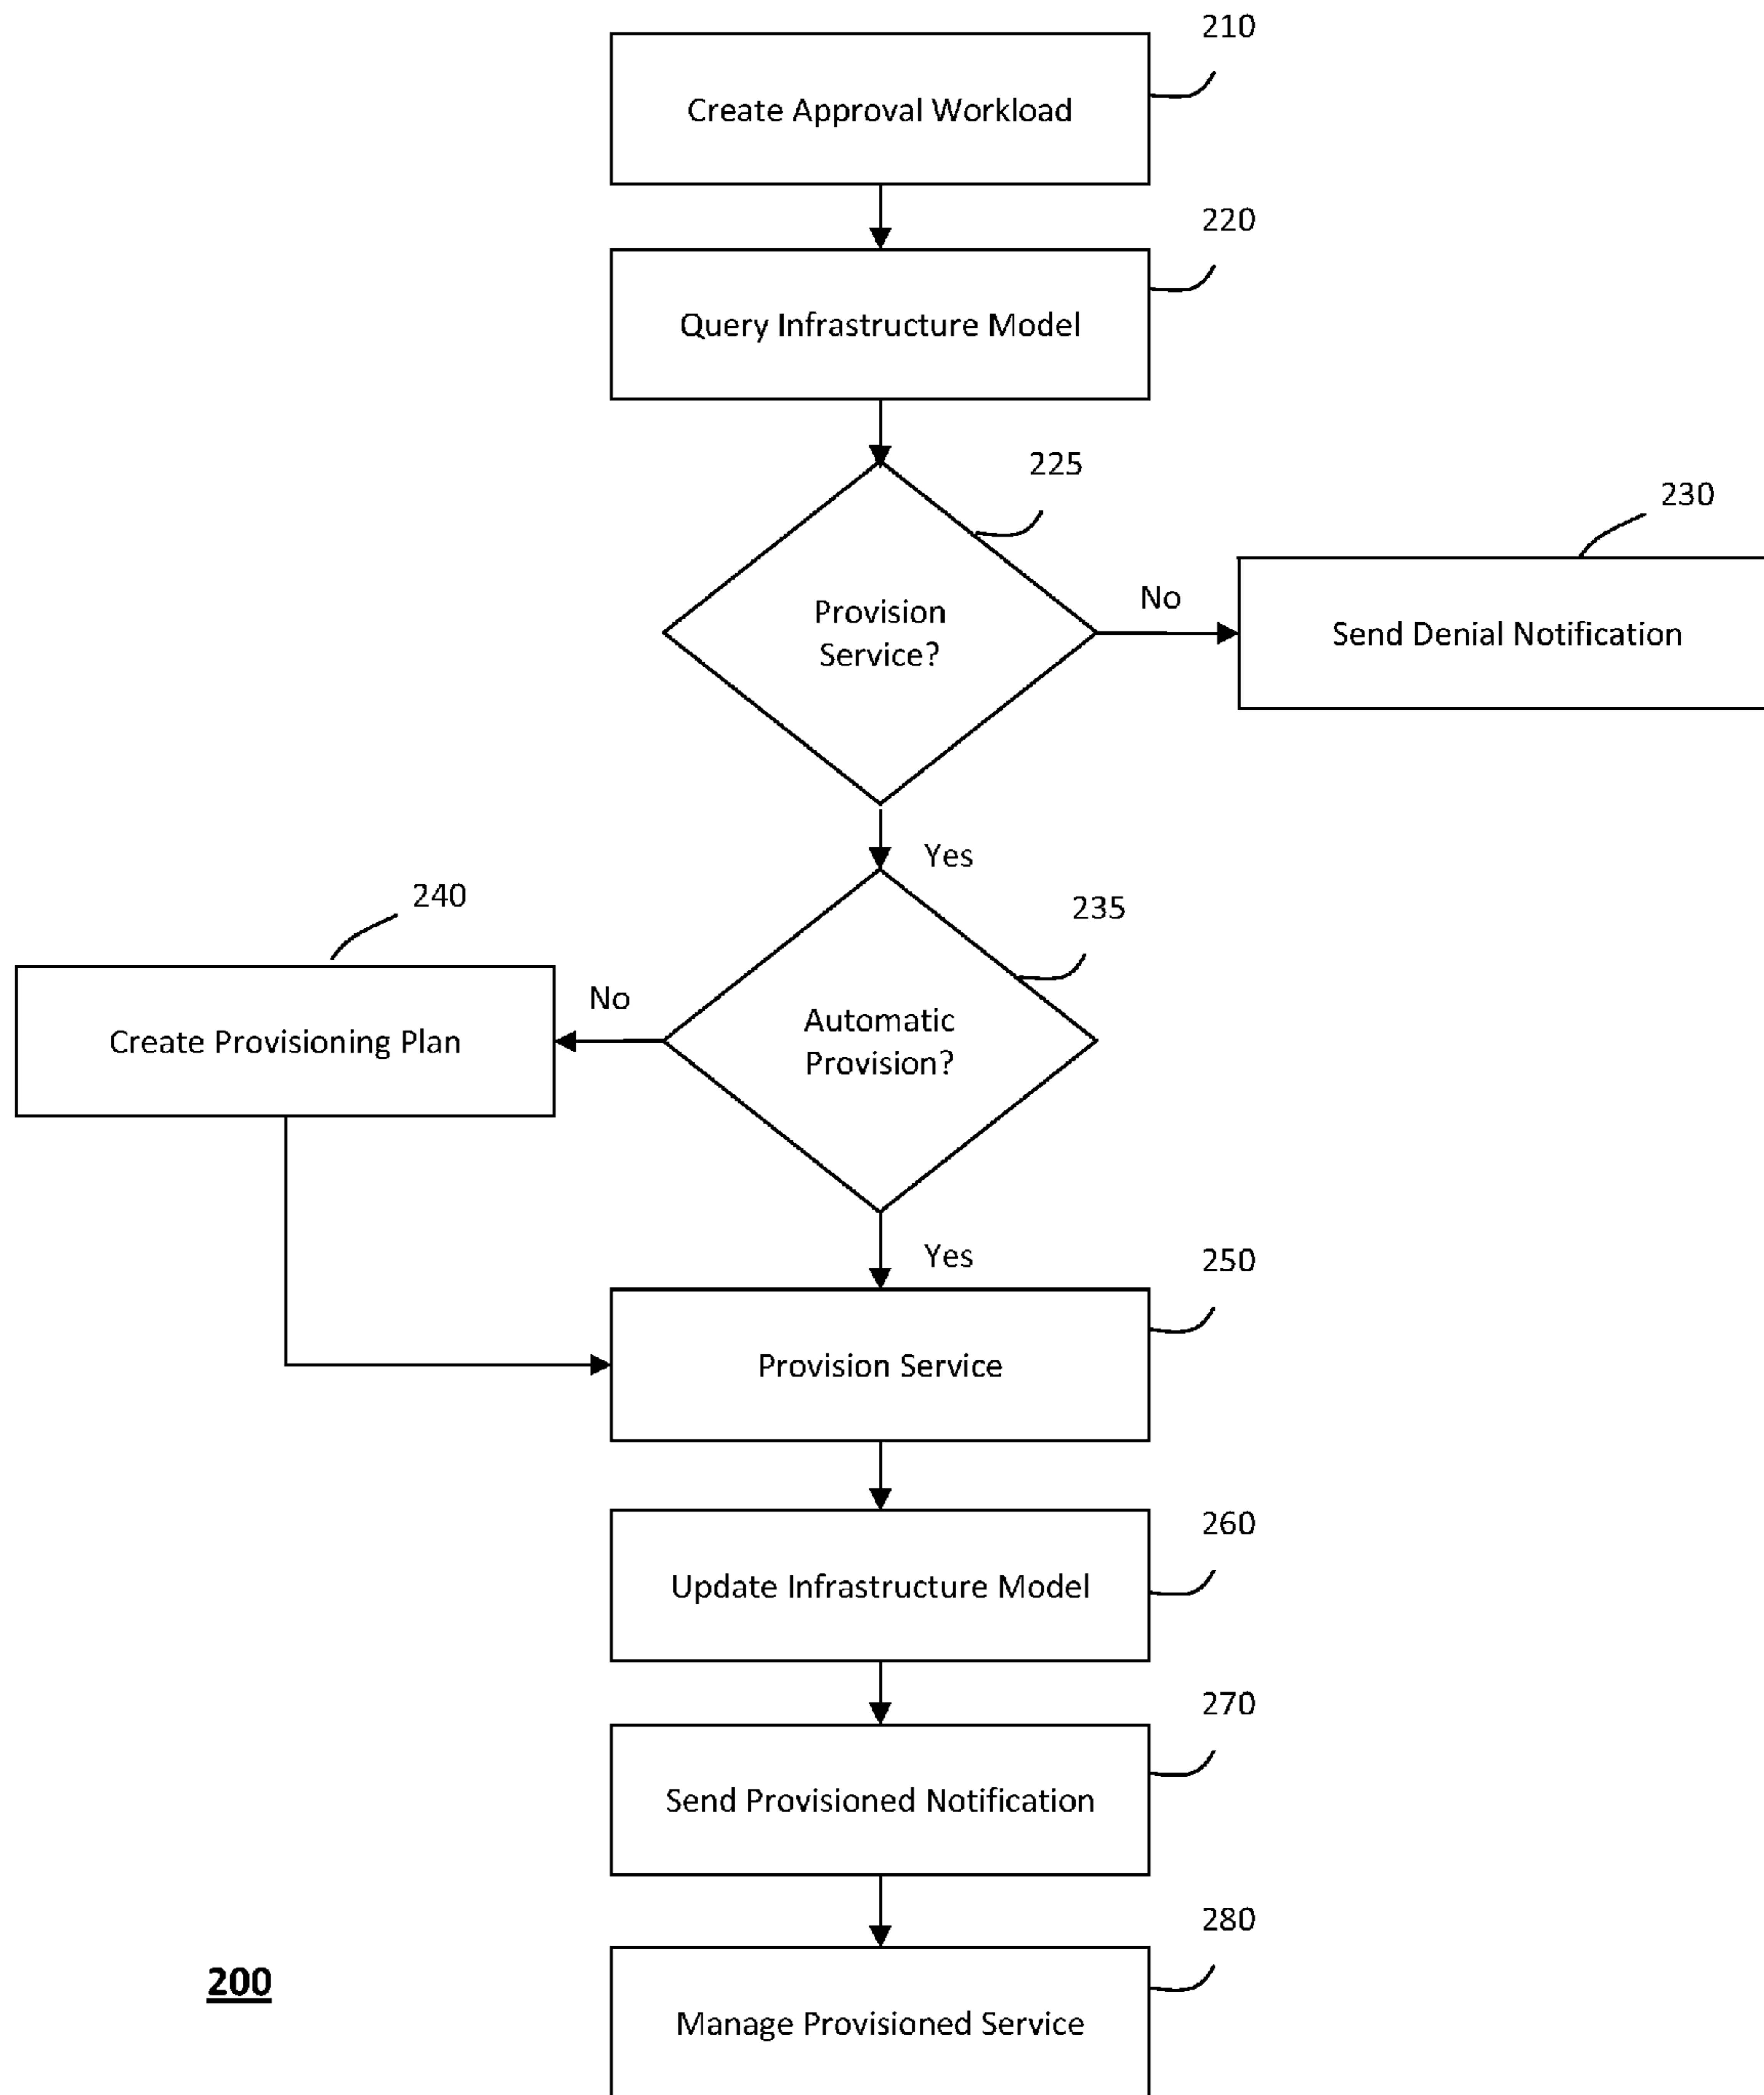 210
Create Approval Workload
220
Query Infrastructure Model
225
230
Provision
Service?
No
Send Denial Notification
Yes
240
235
No
Automatic
Provision?
Create Provisioning Plan
Yes
250
Provision Service
260
Update Infrastructure Model
270
Send Provisioned Notification
280
200
Manage Provisioned Service